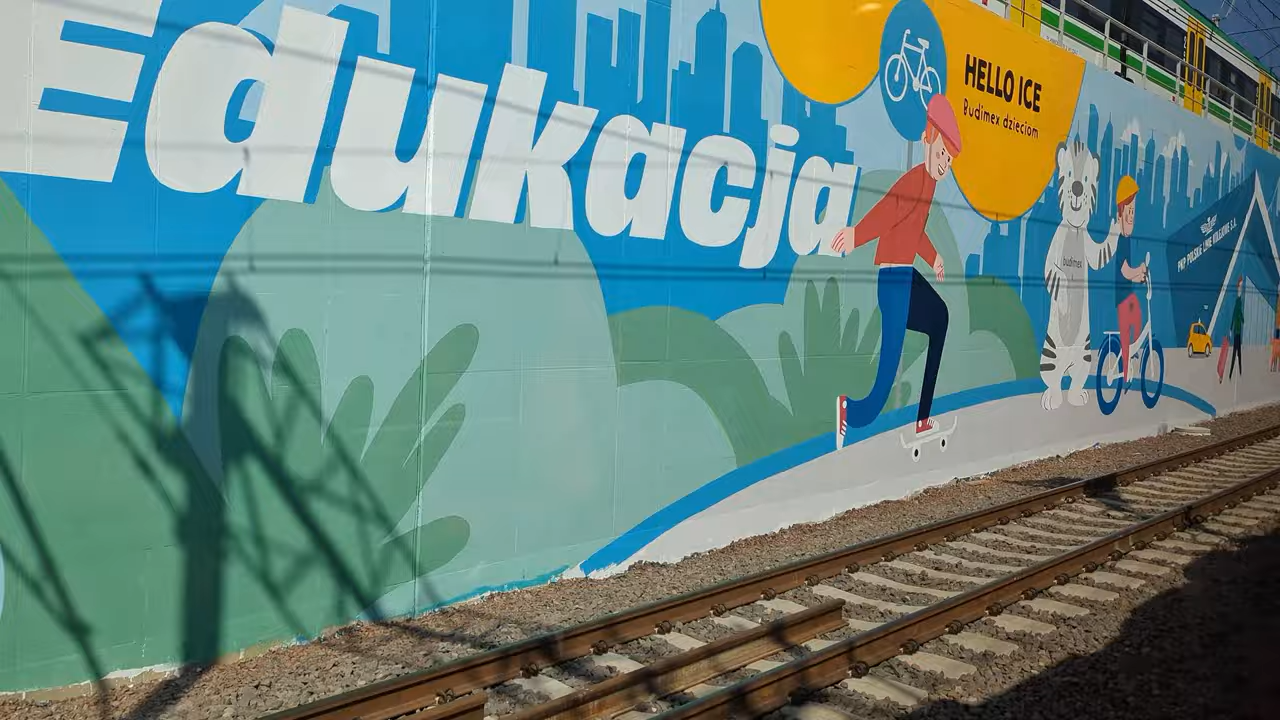 Edukacja
HELLO ICE
Budimex dzieciom
budimex
PKP POLSKIE LINIE KOLEJOWE S.A.